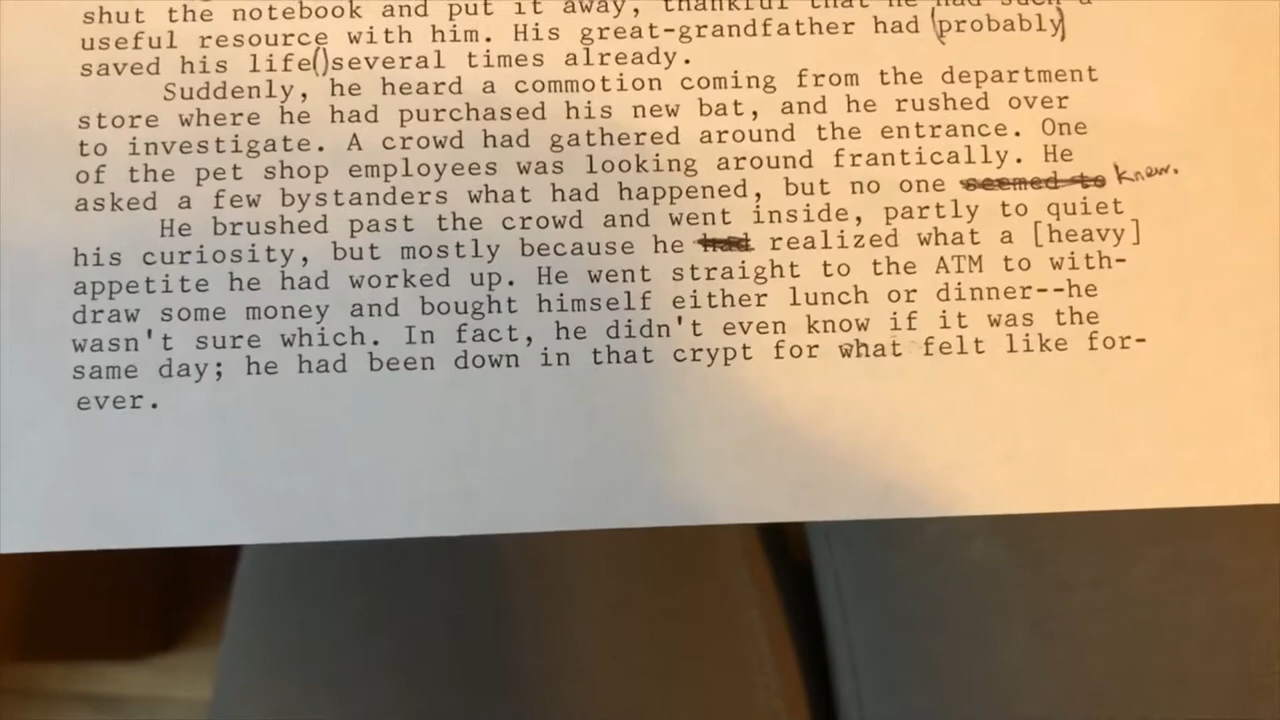 shut the notebook and put it away, thankful that he had such a
useful resource with him. His great-grandfather had (probably)
saved his life()several times already.
Suddenly, he heard a commotion coming from the department
store where he had purchased his new bat, and he rushed over
to investigate. A crowd had gathered around the entrance. One
of the pet shop employees was looking around frantically. He
asked a few bystanders what had happened, but no one seemed to knew.
He brushed past the crowd and went inside, partly to quiet
his curiosity, but mostly because he had realized what a [heavy]
appetite he had worked up. He went straight to the ATM to with-
draw some money and bought himself either lunch or dinner--he
wasn't sure which. In fact, he didn't even know if it was the
same day; he had been down in that crypt for what felt like for-
ever.